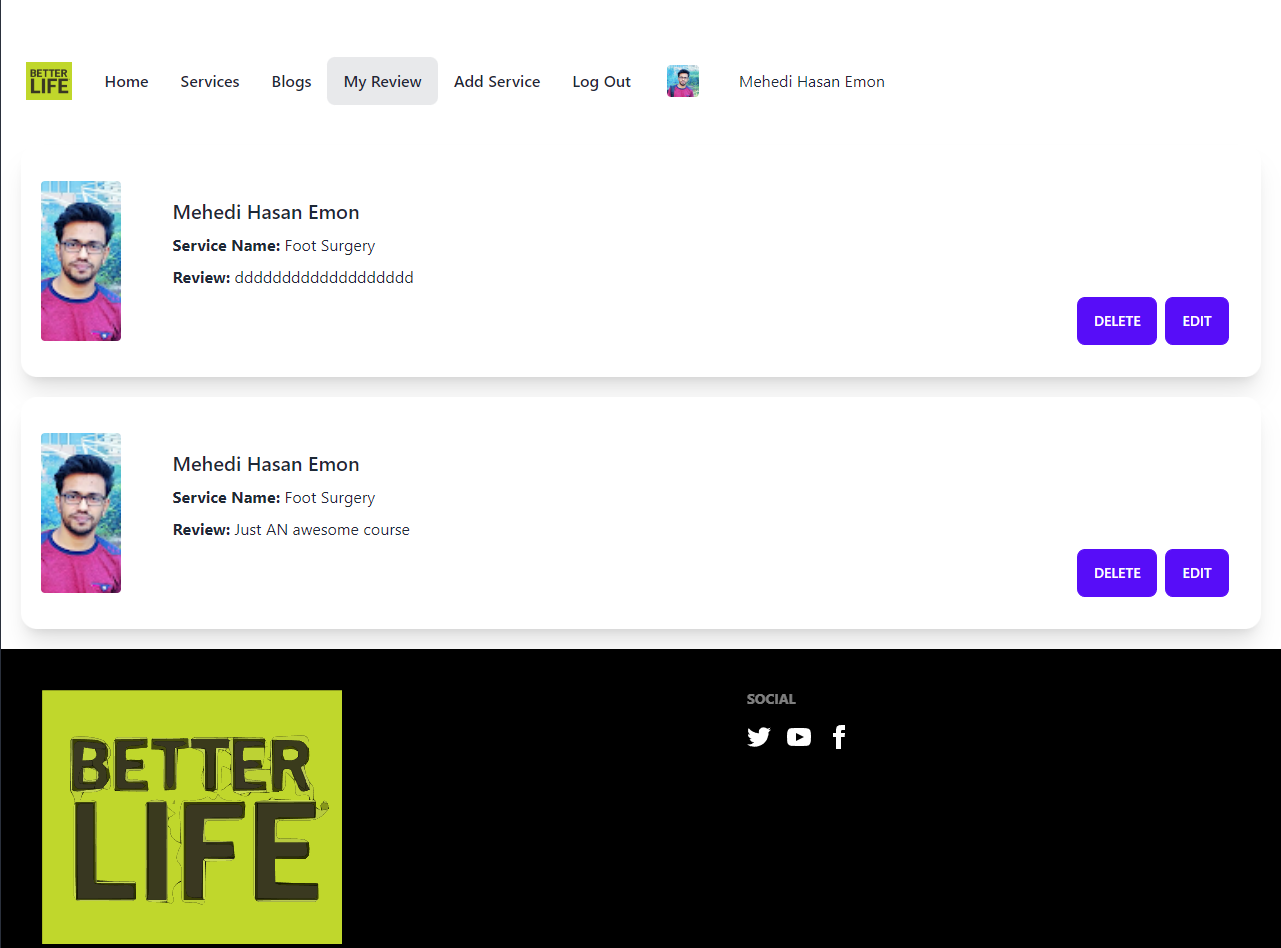 BETTER
LIFE
Home Services Blogs My Review Add Service Log Out Mehedi Hasan Emon
Mehedi Hasan Emon
Service Name: Foot Surgery
Review: ddddddddddddddddddd
DELETE EDIT
Mehedi Hasan Emon
Service Name: Foot Surgery
Review: Just AN awesome course
DELETE EDIT
BETTER
LIFE
SOCIAL